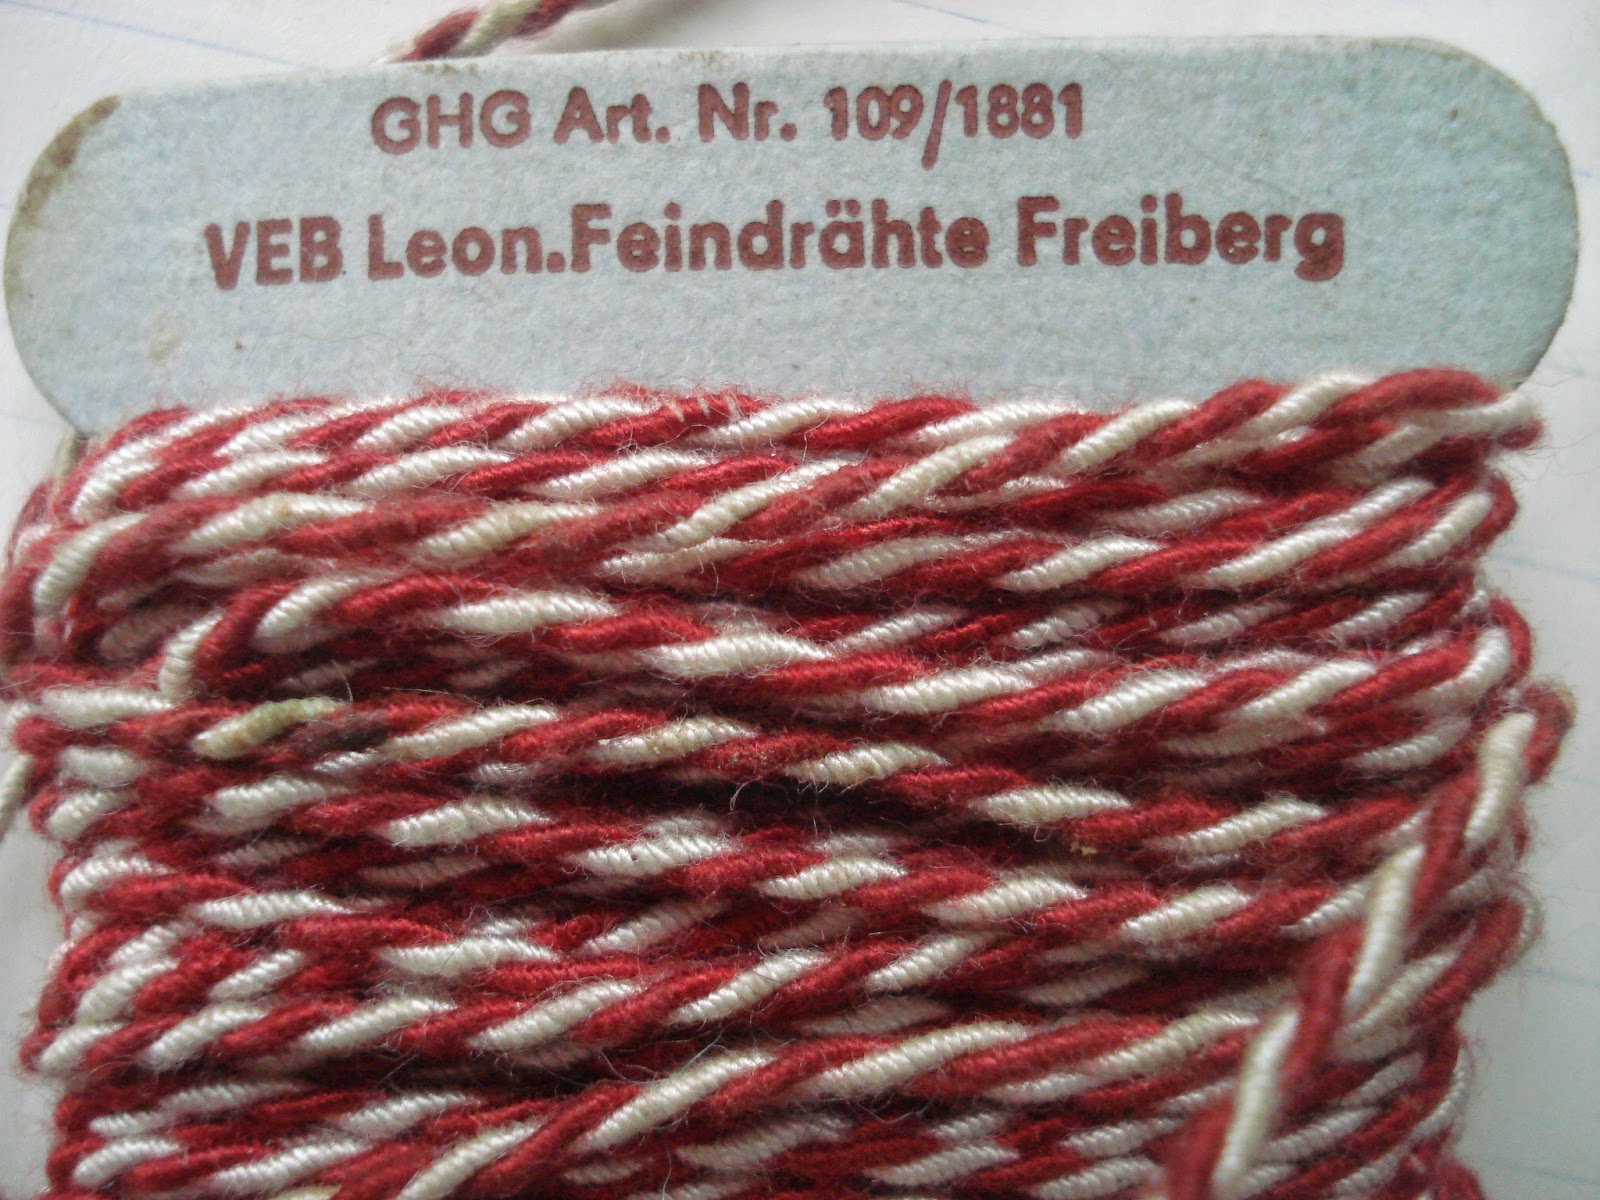 GHG Art. Nr. 109/1881
VEB Leon.Feindrähte Freiberg